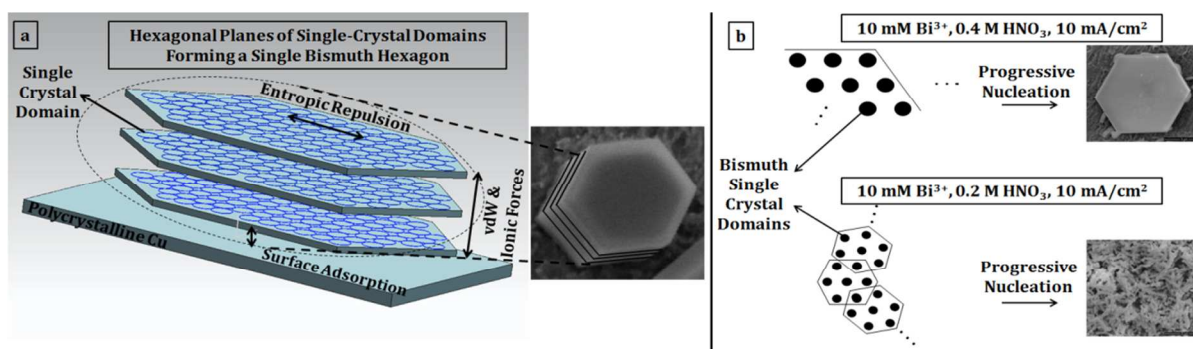 a
Hexagonal Planes of Single-Crystal Domains
Forming a Single Bismuth Hexagon
Single
Crystal
Domain
Entropic Repulsion
vdW &
Ionic Forces
Polycrystalline Cu
Surface Adsorption
b
10 mM Bi³⁺, 0.4 M HNO₃, 10 mA/cm²
Progressive
Nucleation
Bismuth
Single
Crystal
Domains
10 mM Bi³⁺, 0.2 M HNO₃, 10 mA/cm²
Progressive
Nucleation